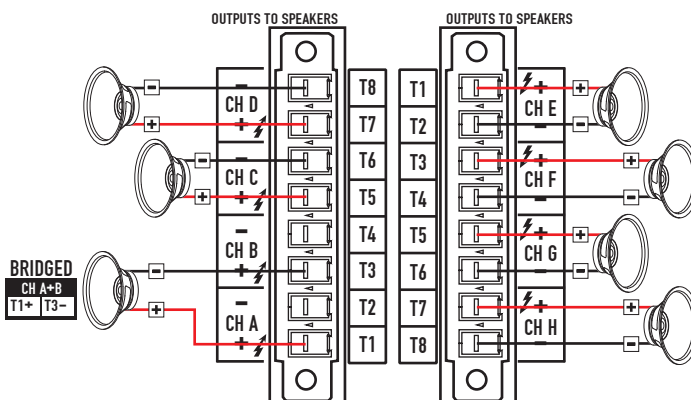 OUTPUTS TO SPEAKERS
OUTPUTS TO SPEAKERS
-
-
CH D
+
+
T8
T7
-
-
CH C
+
+
T6
T5
-
CH B
-
+
T4
T3
-
CH A
+
+
T2
T1
BRIDGED
CH A+B
T1+ T3-
T1
T2
+
CH E
-
+
-
T3
T4
+
CH F
-
+
-
T5
T6
+
CH G
-
+
-
T7
T8
+
CH H
-
+
-